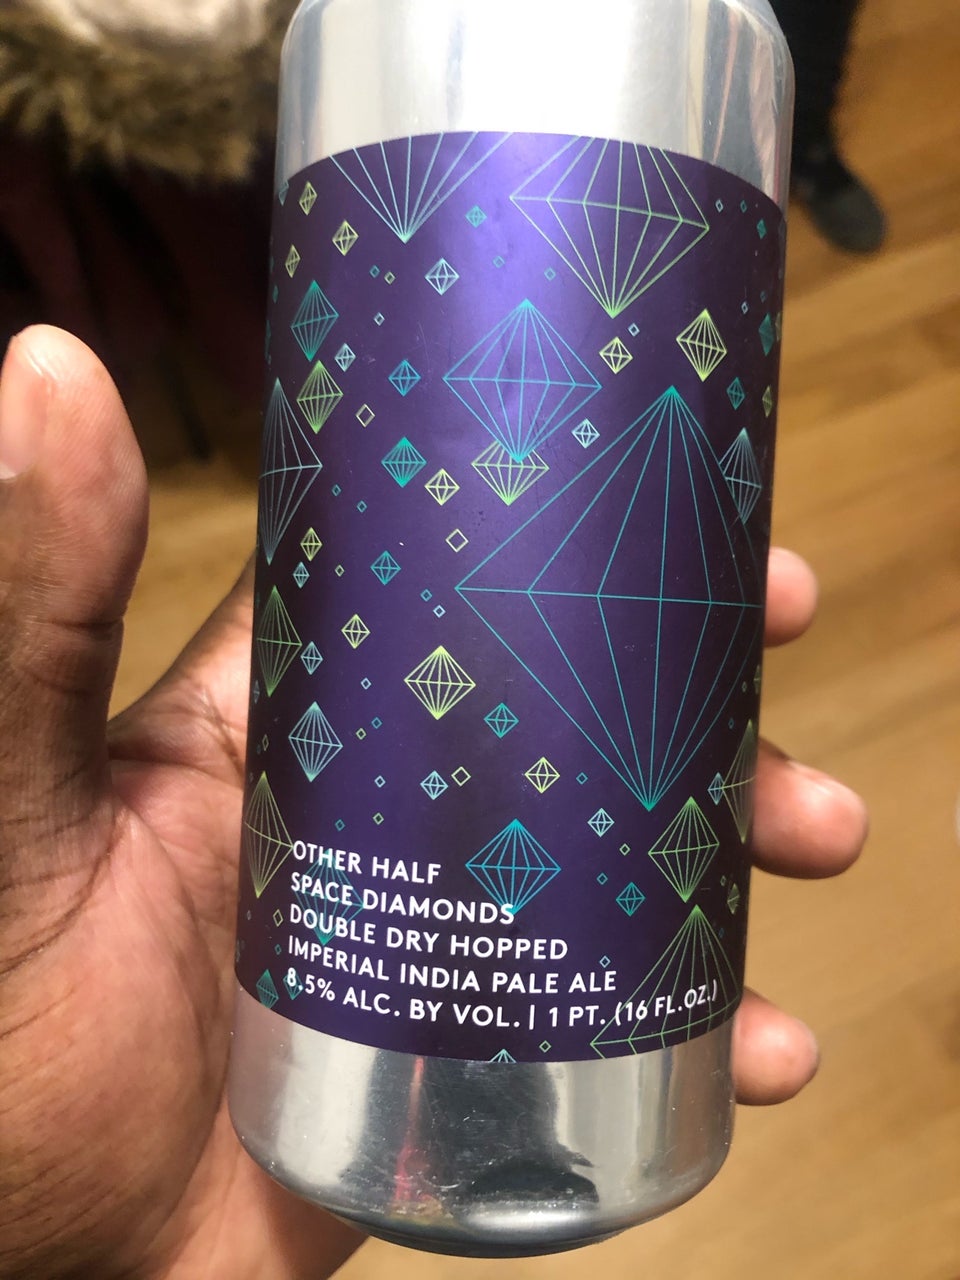 OTHER HALF
SPACE DIAMONDS
DOUBLE DRY HOPPED
IMPERIAL INDIA PALE ALE
8.5% ALC. BY VOL. | 1 PT. (16 FL.OZ.)